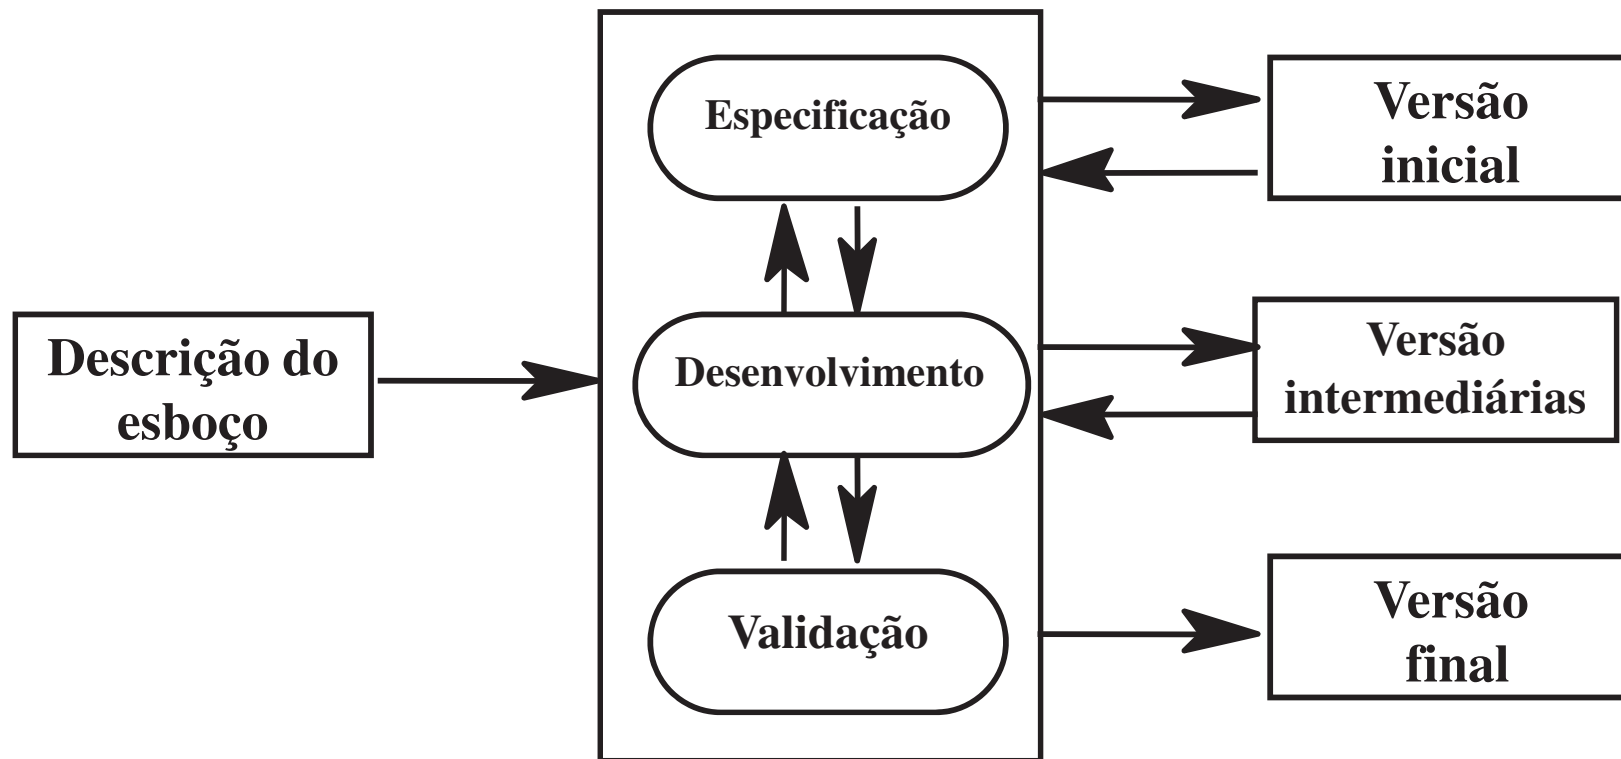 Especificação
Versão
inicial
Descrição do
esboço
Desenvolvimento
Versão
intermediárias
Validação
Versão
final